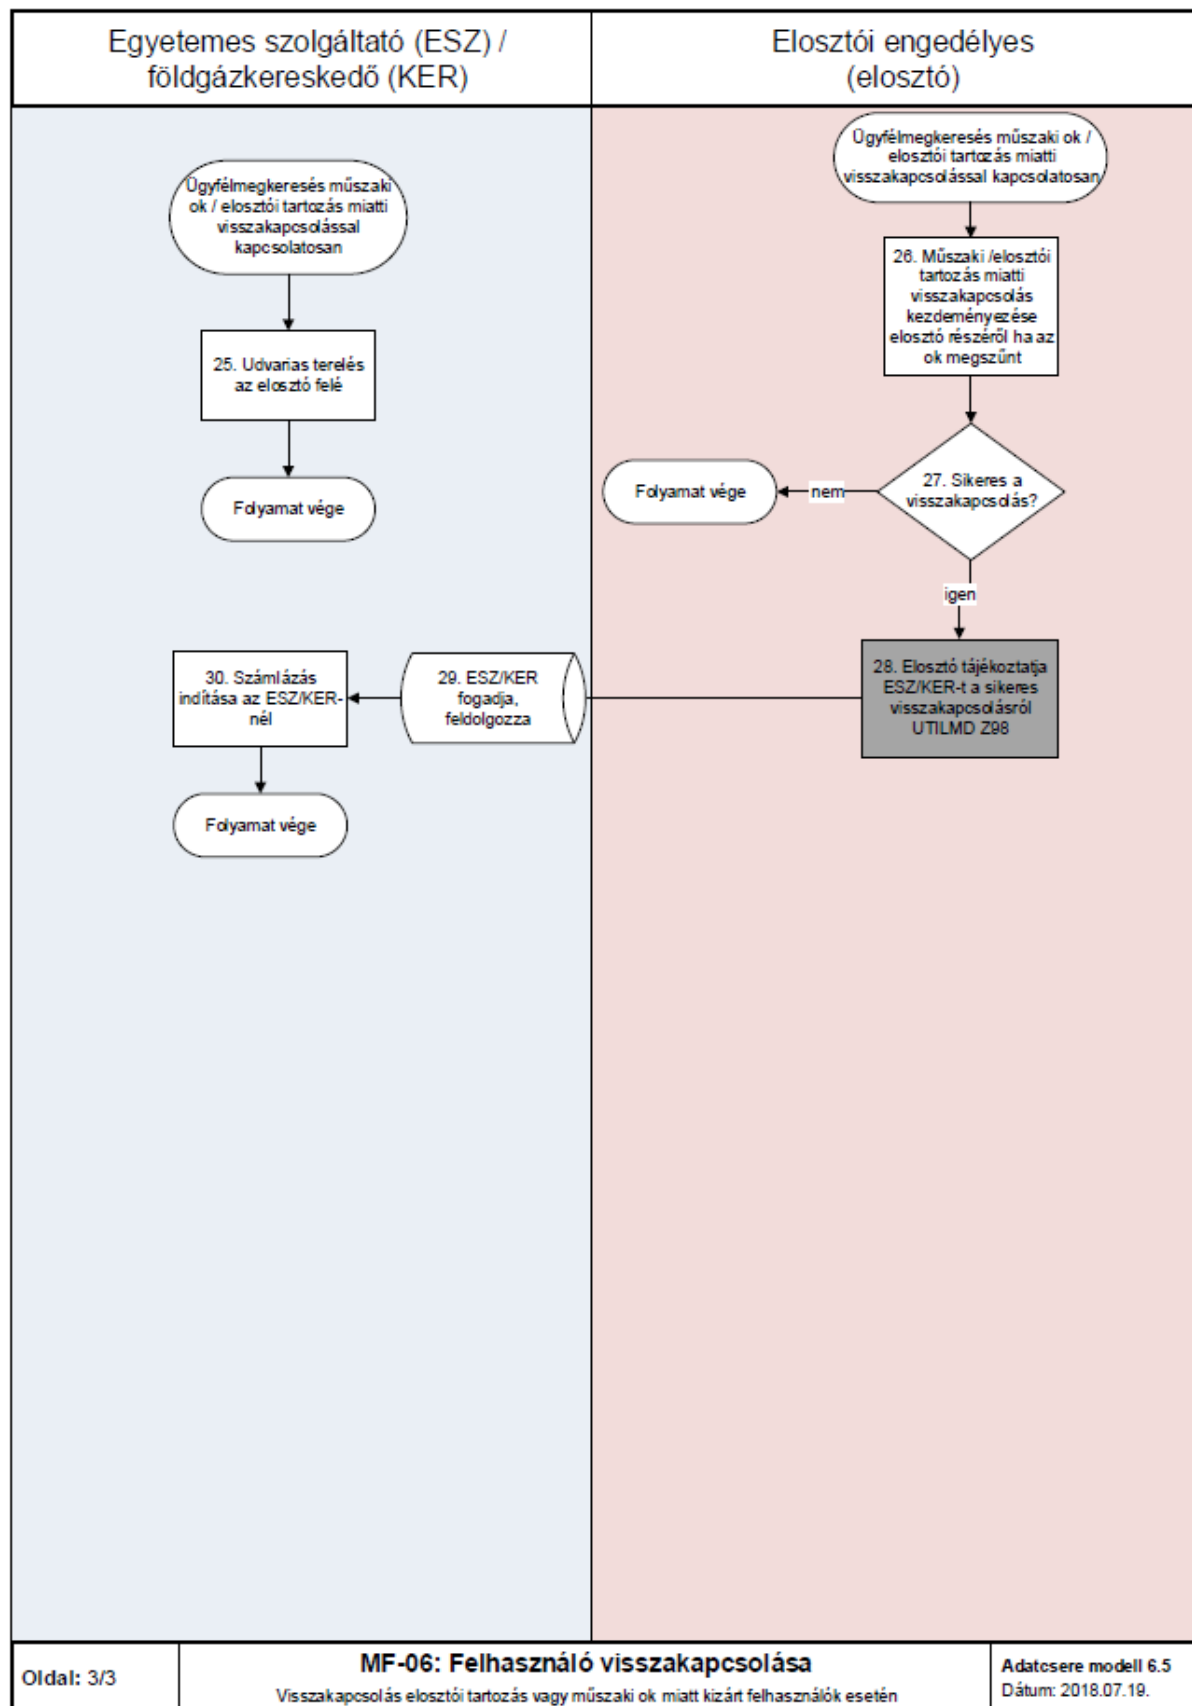 Egyetemes szolgáltató (ESZ) /
földgázkereskedő (KER)
Elosztói engedélyes
(elosztó)
Ügyfélmegkeresés műszaki
ok / elosztói tartozás miatti
visszakapcsolással
kapcsolatosan
25. Udvarias terelés
az elosztó felé
Folyamat vége
Ügyfélmegkeresés műszaki ok /
elosztói tartozás miatti
visszakapcsolással kapcsolatosan
26. Műszaki /elosztói
tartozás miatti
visszakapcsolás
kezdeményezése
elosztó részéről ha az
ok megszűnt
27. Sikeres a
visszakapcsolás?
nem
Folyamat vége
igen
28. Elosztó tájékoztatja
ESZ/KER-t a sikeres
visszakapcsolásról
UTILMD Z98
29. ESZ/KER
fogadja,
feldolgozza
30. Számlázás
indítása az ESZ/KER-
nél
Folyamat vége
Oldal: 3/3
MF-06: Felhasználó visszakapcsolása
Visszakapcsolás elosztói tartozás vagy műszaki ok miatt kizárt felhasználók esetén
Adatcsere modell 6.5
Dátum: 2018.07.19.